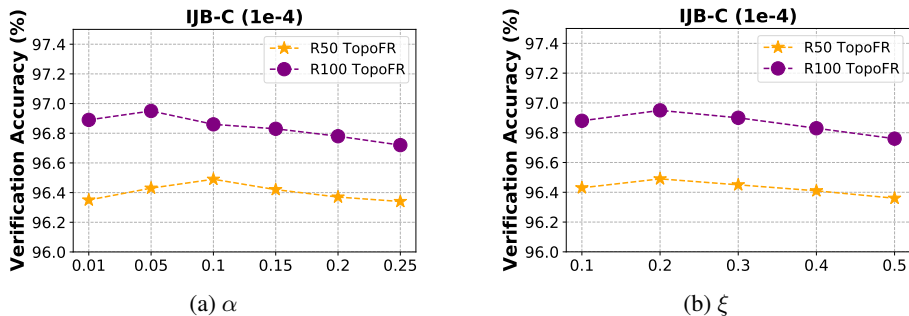 IJB-C (1e-4)
Verification Accuracy (%)
97.4
97.2
97.0
96.8
96.6
96.4
96.2
96.0
R50 TopoFR
R100 TopoFR
0.01 0.05 0.1 0.15 0.2 0.25
(a) α
IJB-C (1e-4)
Verification Accuracy (%)
97.4
97.2
97.0
96.8
96.6
96.4
96.2
96.0
R50 TopoFR
R100 TopoFR
0.1 0.2 0.3 0.4 0.5
(b) ξ